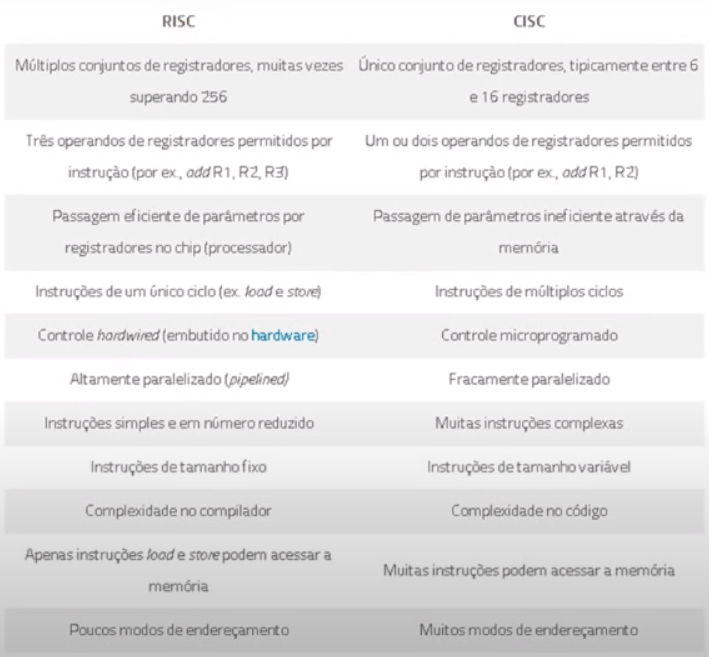 RISC CISC
Múltiplos conjuntos de registradores, muitas vezes Único conjunto de registradores, tipicamente entre 6
superando 256 e 16 registradores
Três operandos de registradores permitidos por Um ou dois operandos de registradores permitidos
instrução (por ex., add R1, R2, R3) por instrução (por ex., add R1, R2)
Passagem eficiente de parâmetros por Passagem de parâmetros ineficiente através da
registradores no chip (processador) memória
Instruções de um único ciclo (ex. load e store) Instruções de múltiplos ciclos
Controle hardwired (embutido no hardware) Controle microprogramado
Altamente paralelizado (pipelined) Fracamente paralelizado
Instruções simples e em número reduzido Muitas instruções complexas
Instruções de tamanho fixo Instruções de tamanho variável
Complexidade no compilador Complexidade no código
Apenas instruções load e store podem acessar a Muitas instruções podem acessar a memória
memória
Poucos modos de endereçamento Muitos modos de endereçamento